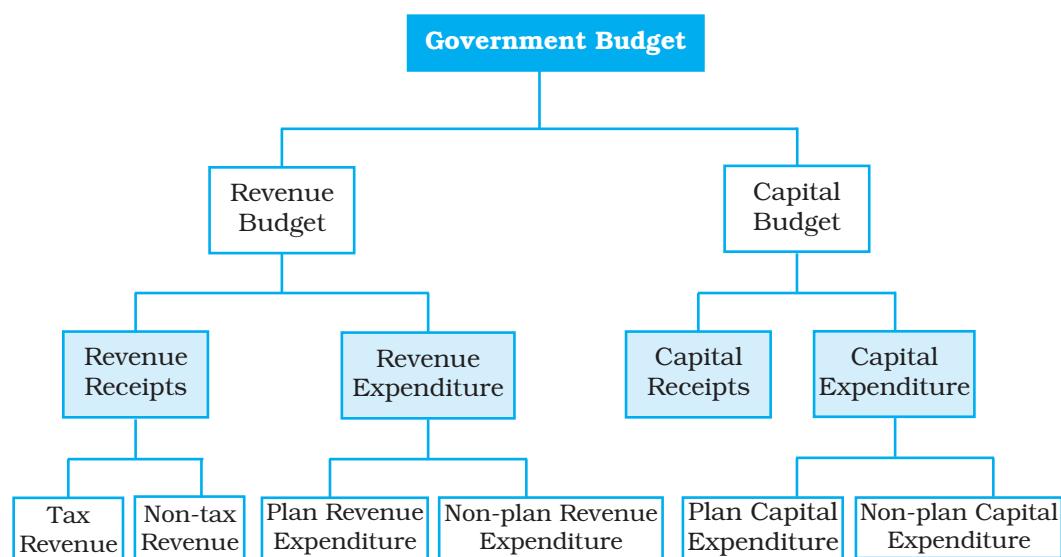 Government Budget
Revenue
Budget
Capital
Budget
Revenue
Receipts
Revenue
Expenditure
Capital
Receipts
Capital
Expenditure
Tax
Revenue
Non-tax
Revenue
Plan Revenue
Expenditure
Non-plan Revenue
Expenditure
Plan Capital
Expenditure
Non-plan Capital
Expenditure